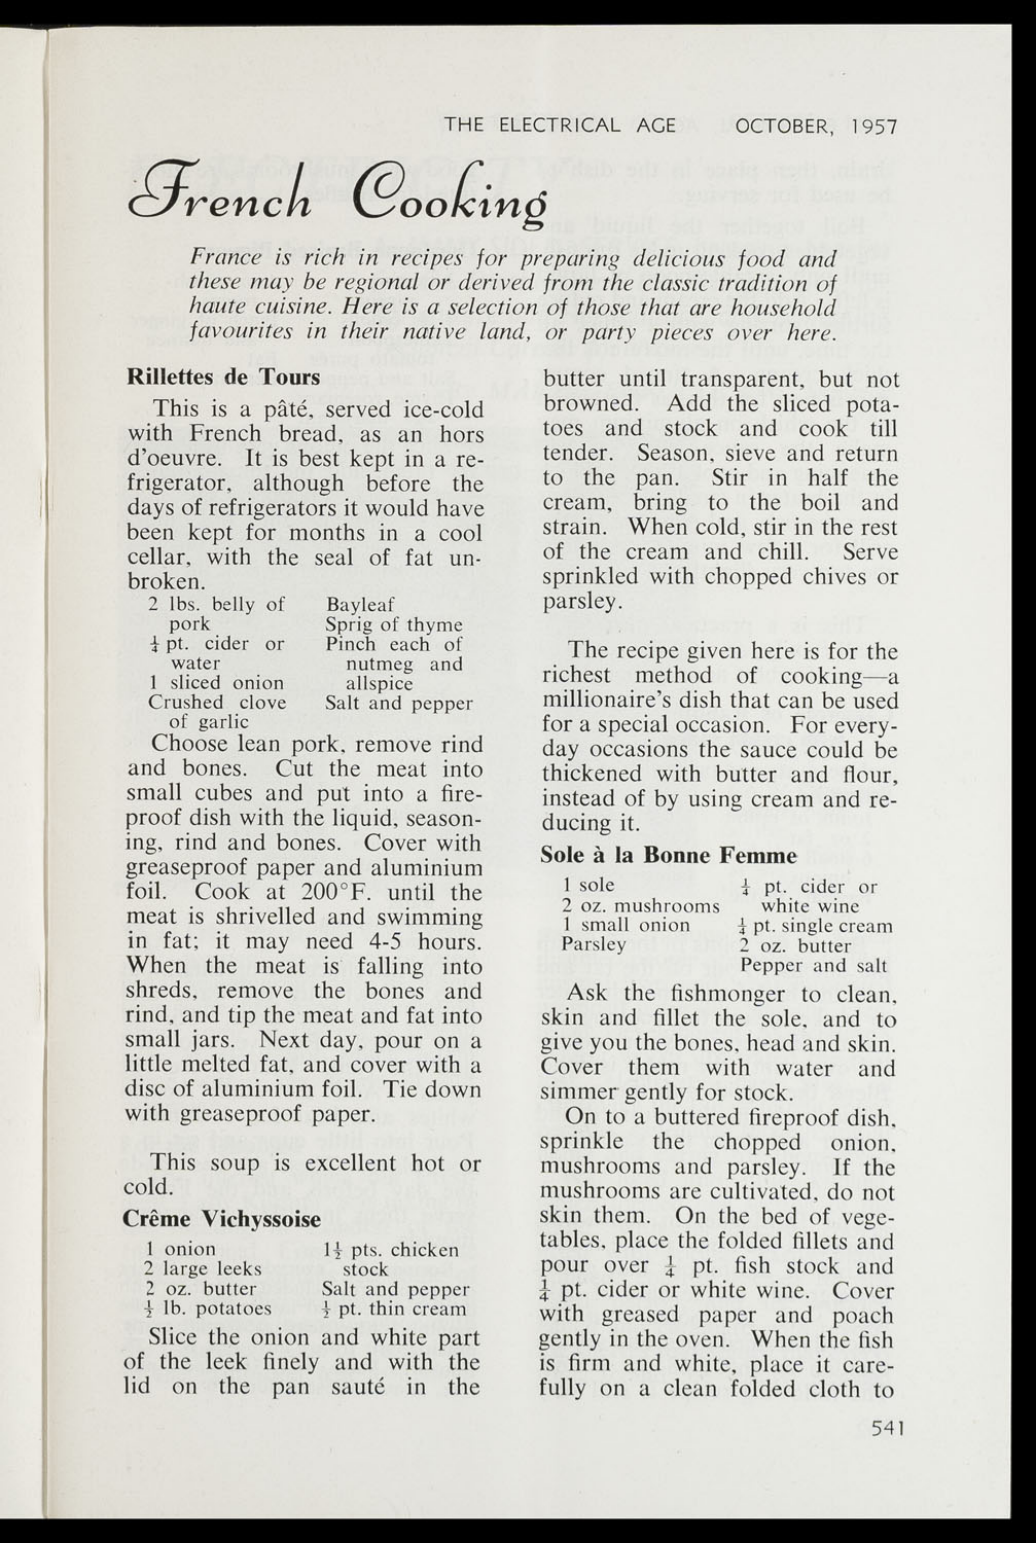 THE ELECTRICAL AGE OCTOBER, 1957
French Cooking
France is rich in recipes for preparing delicious food and
these may be regional or derived from the classic tradition of
haute cuisine. Here is a selection of those that are household
favourites in their native land, or party pieces over here.
Rillettes de Tours
This is a pâté, served ice-cold
with French bread, as an hors
d'oeuvre. It is best kept in a re-
frigerator, although before the
days of refrigerators it would have
been kept for months in a cool
cellar, with the seal of fat un-
broken.
2 lbs. belly of
pork
¼ pt. cider or
water
1 sliced onion
Crushed clove
of garlic
Bayleaf
Sprig of thyme
Pinch each of
nutmeg and
allspice
Salt and pepper
Choose lean pork, remove rind
and bones. Cut the meat into
small cubes and put into a fire-
proof dish with the liquid, season-
ing, rind and bones. Cover with
greaseproof paper and aluminium
foil. Cook at 200°F. until the
meat is shrivelled and swimming
in fat; it may need 4-5 hours.
When the meat is falling into
shreds, remove the bones and
rind, and tip the meat and fat into
small jars. Next day, pour on a
little melted fat, and cover with a
disc of aluminium foil. Tie down
with greaseproof paper.
This soup is excellent hot or
cold.
Crême Vichyssoise
1 onion
2 large leeks
2 oz. butter
½ lb. potatoes
1½ pts. chicken
stock
Salt and pepper
½ pt. thin cream
Slice the onion and white part
of the leek finely and with the
lid on the pan sauté in the
butter until transparent, but not
browned. Add the sliced pota-
toes and stock and cook till
tender. Season, sieve and return
to the pan. Stir in half the
cream, bring to the boil and
strain. When cold, stir in the rest
of the cream and chill. Serve
sprinkled with chopped chives or
parsley.
The recipe given here is for the
richest method of cooking—a
millionaire's dish that can be used
for a special occasion. For every-
day occasions the sauce could be
thickened with butter and flour,
instead of by using cream and re-
ducing it.
Sole à la Bonne Femme
1 sole
2 oz. mushrooms
1 small onion
Parsley
¼ pt. cider or
white wine
¼ pt. single cream
2 oz. butter
Pepper and salt
Ask the fishmonger to clean,
skin and fillet the sole, and to
give you the bones, head and skin.
Cover them with water and
simmer gently for stock.
On to a buttered fireproof dish,
sprinkle the chopped onion,
mushrooms and parsley. If the
mushrooms are cultivated, do not
skin them. On the bed of vege-
tables, place the folded fillets and
pour over ¼ pt. fish stock and
¼ pt. cider or white wine. Cover
with greased paper and poach
gently in the oven. When the fish
is firm and white, place it care-
fully on a clean folded cloth to
541